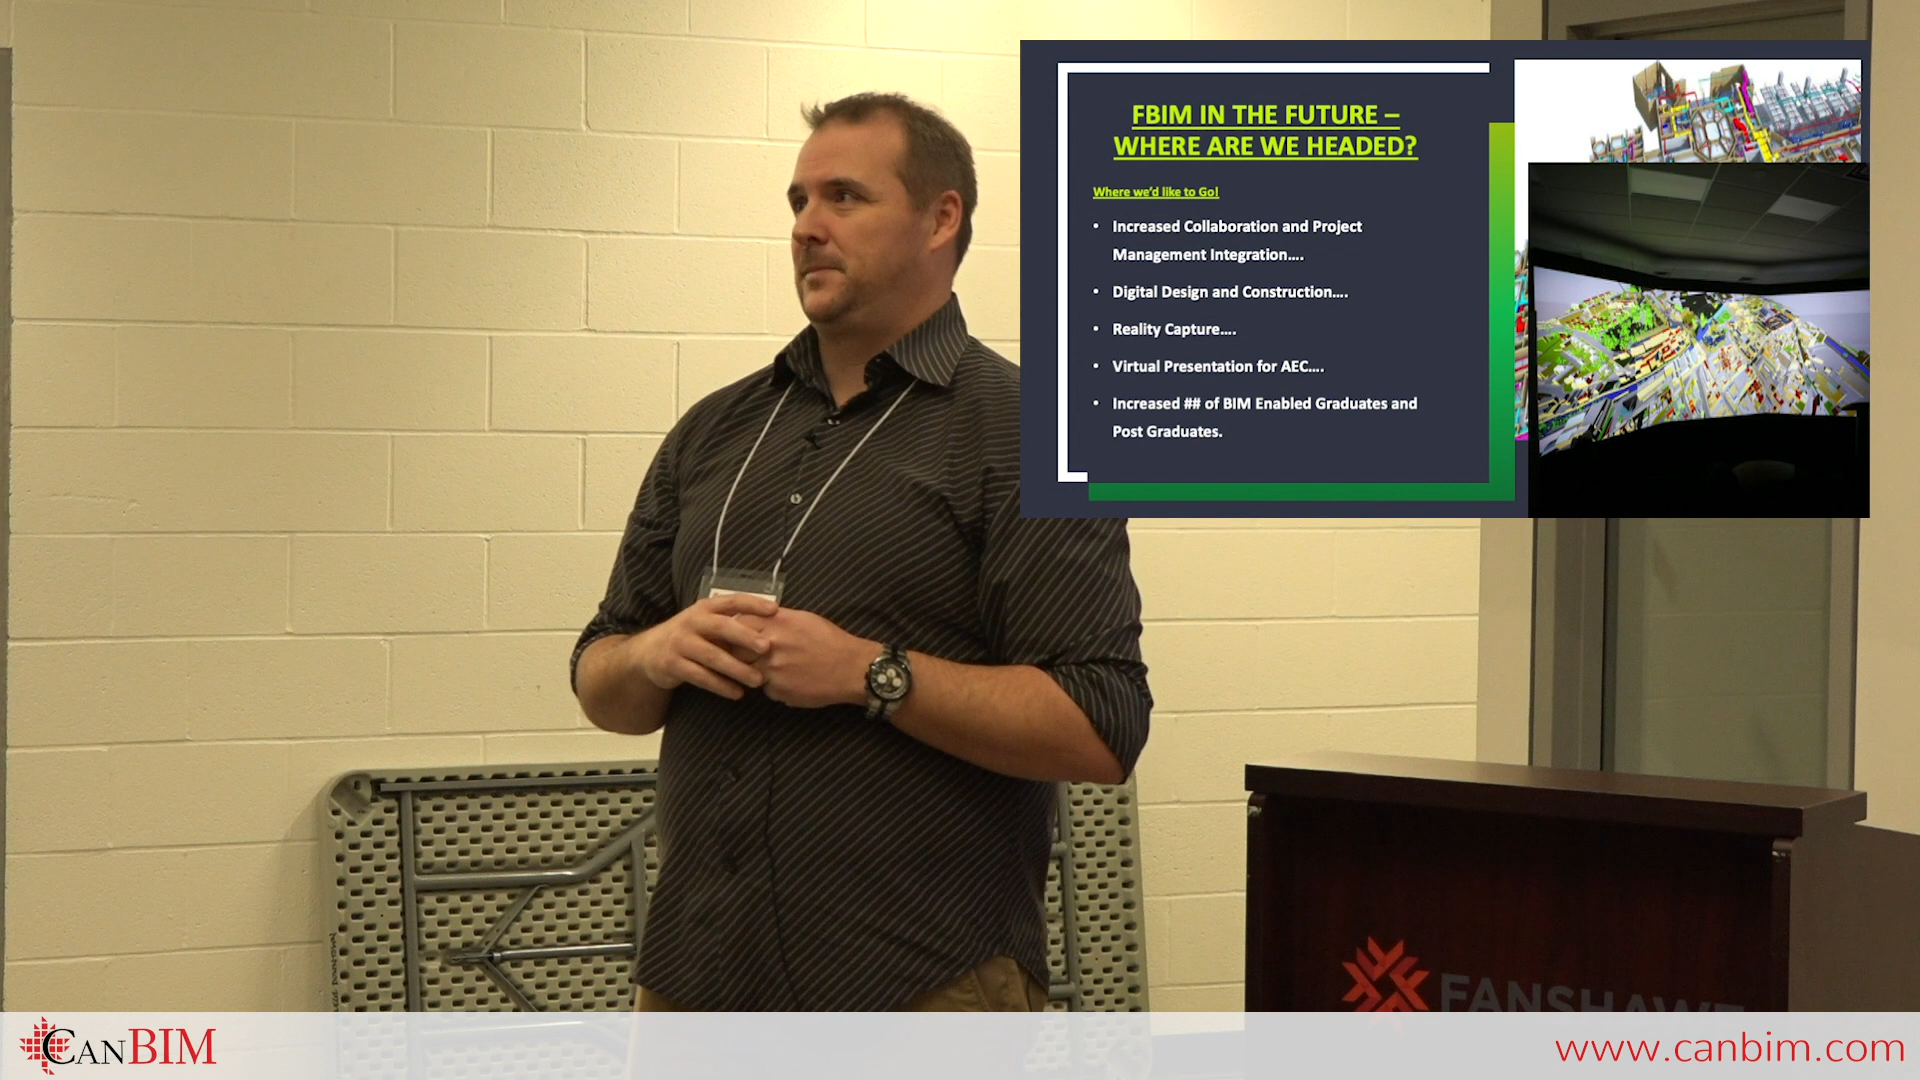 FBIM IN THE FUTURE –
WHERE ARE WE HEADED?
Where we'd like to Go!
• Increased Collaboration and Project
Management Integration....
• Digital Design and Construction....
• Reality Capture....
• Virtual Presentation for AEC....
• Increased ## of BIM Enabled Graduates and
Post Graduates.
FANSHAWE
CANBIM
www.canbim.com